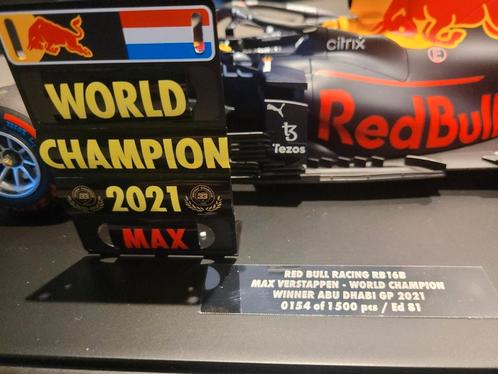 WORLD
CHAMPION
2021
MAX
citrix
Tezos
RedBull
RED BULL RACING RB16B
MAX VERSTAPPEN - WORLD CHAMPION
WINNER ABU DHABI GP 2021
0154 of 1500 pcs / Ed 81